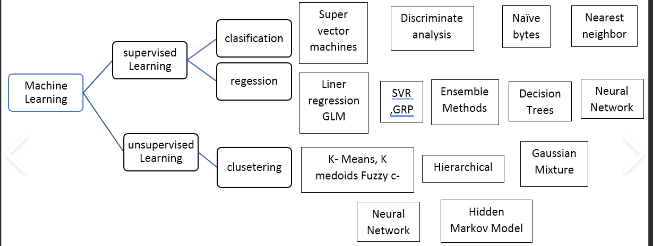 Machine
Learning
supervised
Learning
unsupervised
Learning
clasification
regession
clusetering
Super
vector
machines
Discriminate
analysis
Naïve
bytes
Nearest
neighbor
Liner
regression
GLM
SVR
,GRP
Ensemble
Methods
Decision
Trees
Neural
Network
K- Means, K
medoids Fuzzy c-
Hierarchical
Gaussian
Mixture
Neural
Network
Hidden
Markov Model